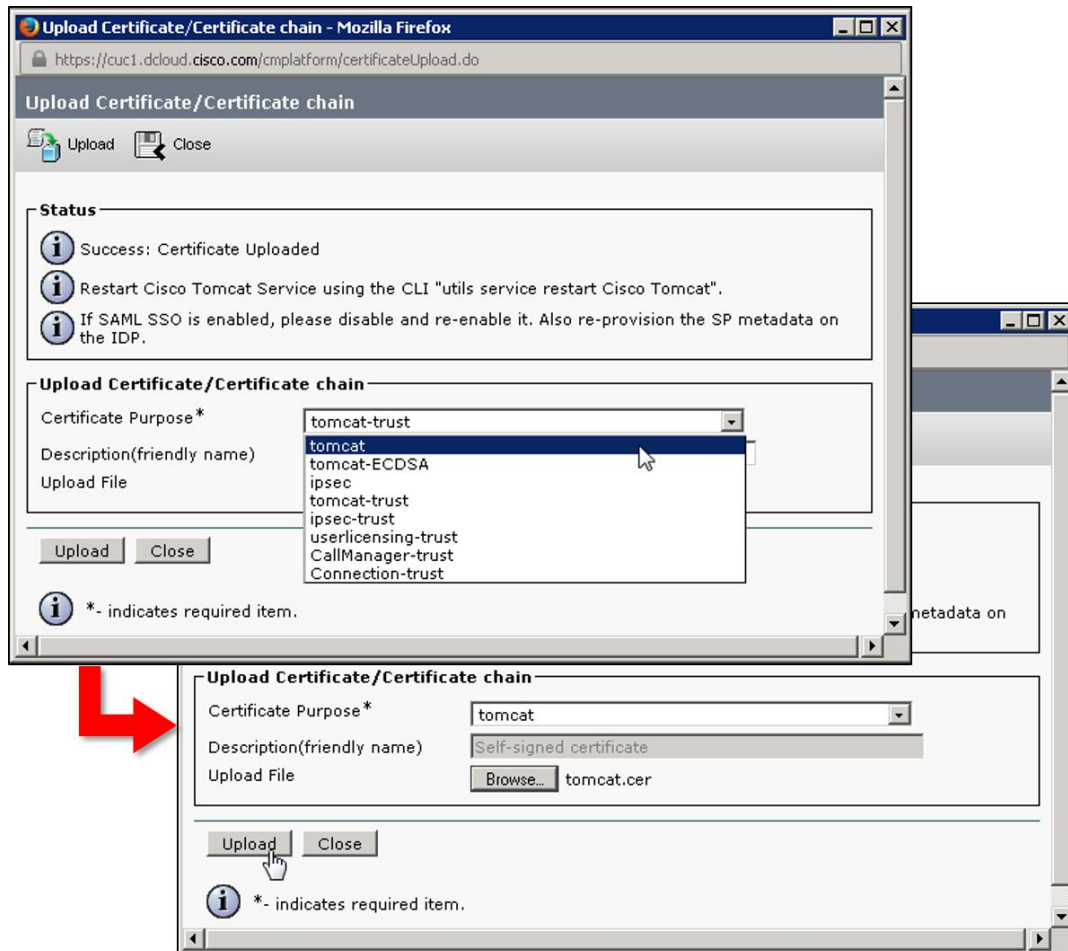 Upload Certificate/Certificate chain - Mozilla Firefox
https://cuc1.dcloud.cisco.com/cmplatform/certificateUpload.do
Upload Certificate/Certificate chain
Upload Close
Status
Success: Certificate Uploaded
Restart Cisco Tomcat Service using the CLI "utils service restart Cisco Tomcat".
If SAML SSO is enabled, please disable and re-enable it. Also re-provision the SP metadata on
the IDP.
Upload Certificate/Certificate chain
Certificate Purpose* tomcat-trust
Description(friendly name)
Upload File
tomcat
tomcat-ECDSA
ipsec
tomcat-trust
ipsec-trust
userlicensing-trust
CallManager-trust
Connection-trust
Upload Close
*- indicates required item.
metadata on
Upload Certificate/Certificate chain
Certificate Purpose* tomcat
Description(friendly name) Self-signed certificate
Upload File Browse... tomcat.cer
Upload Close
*- indicates required item.